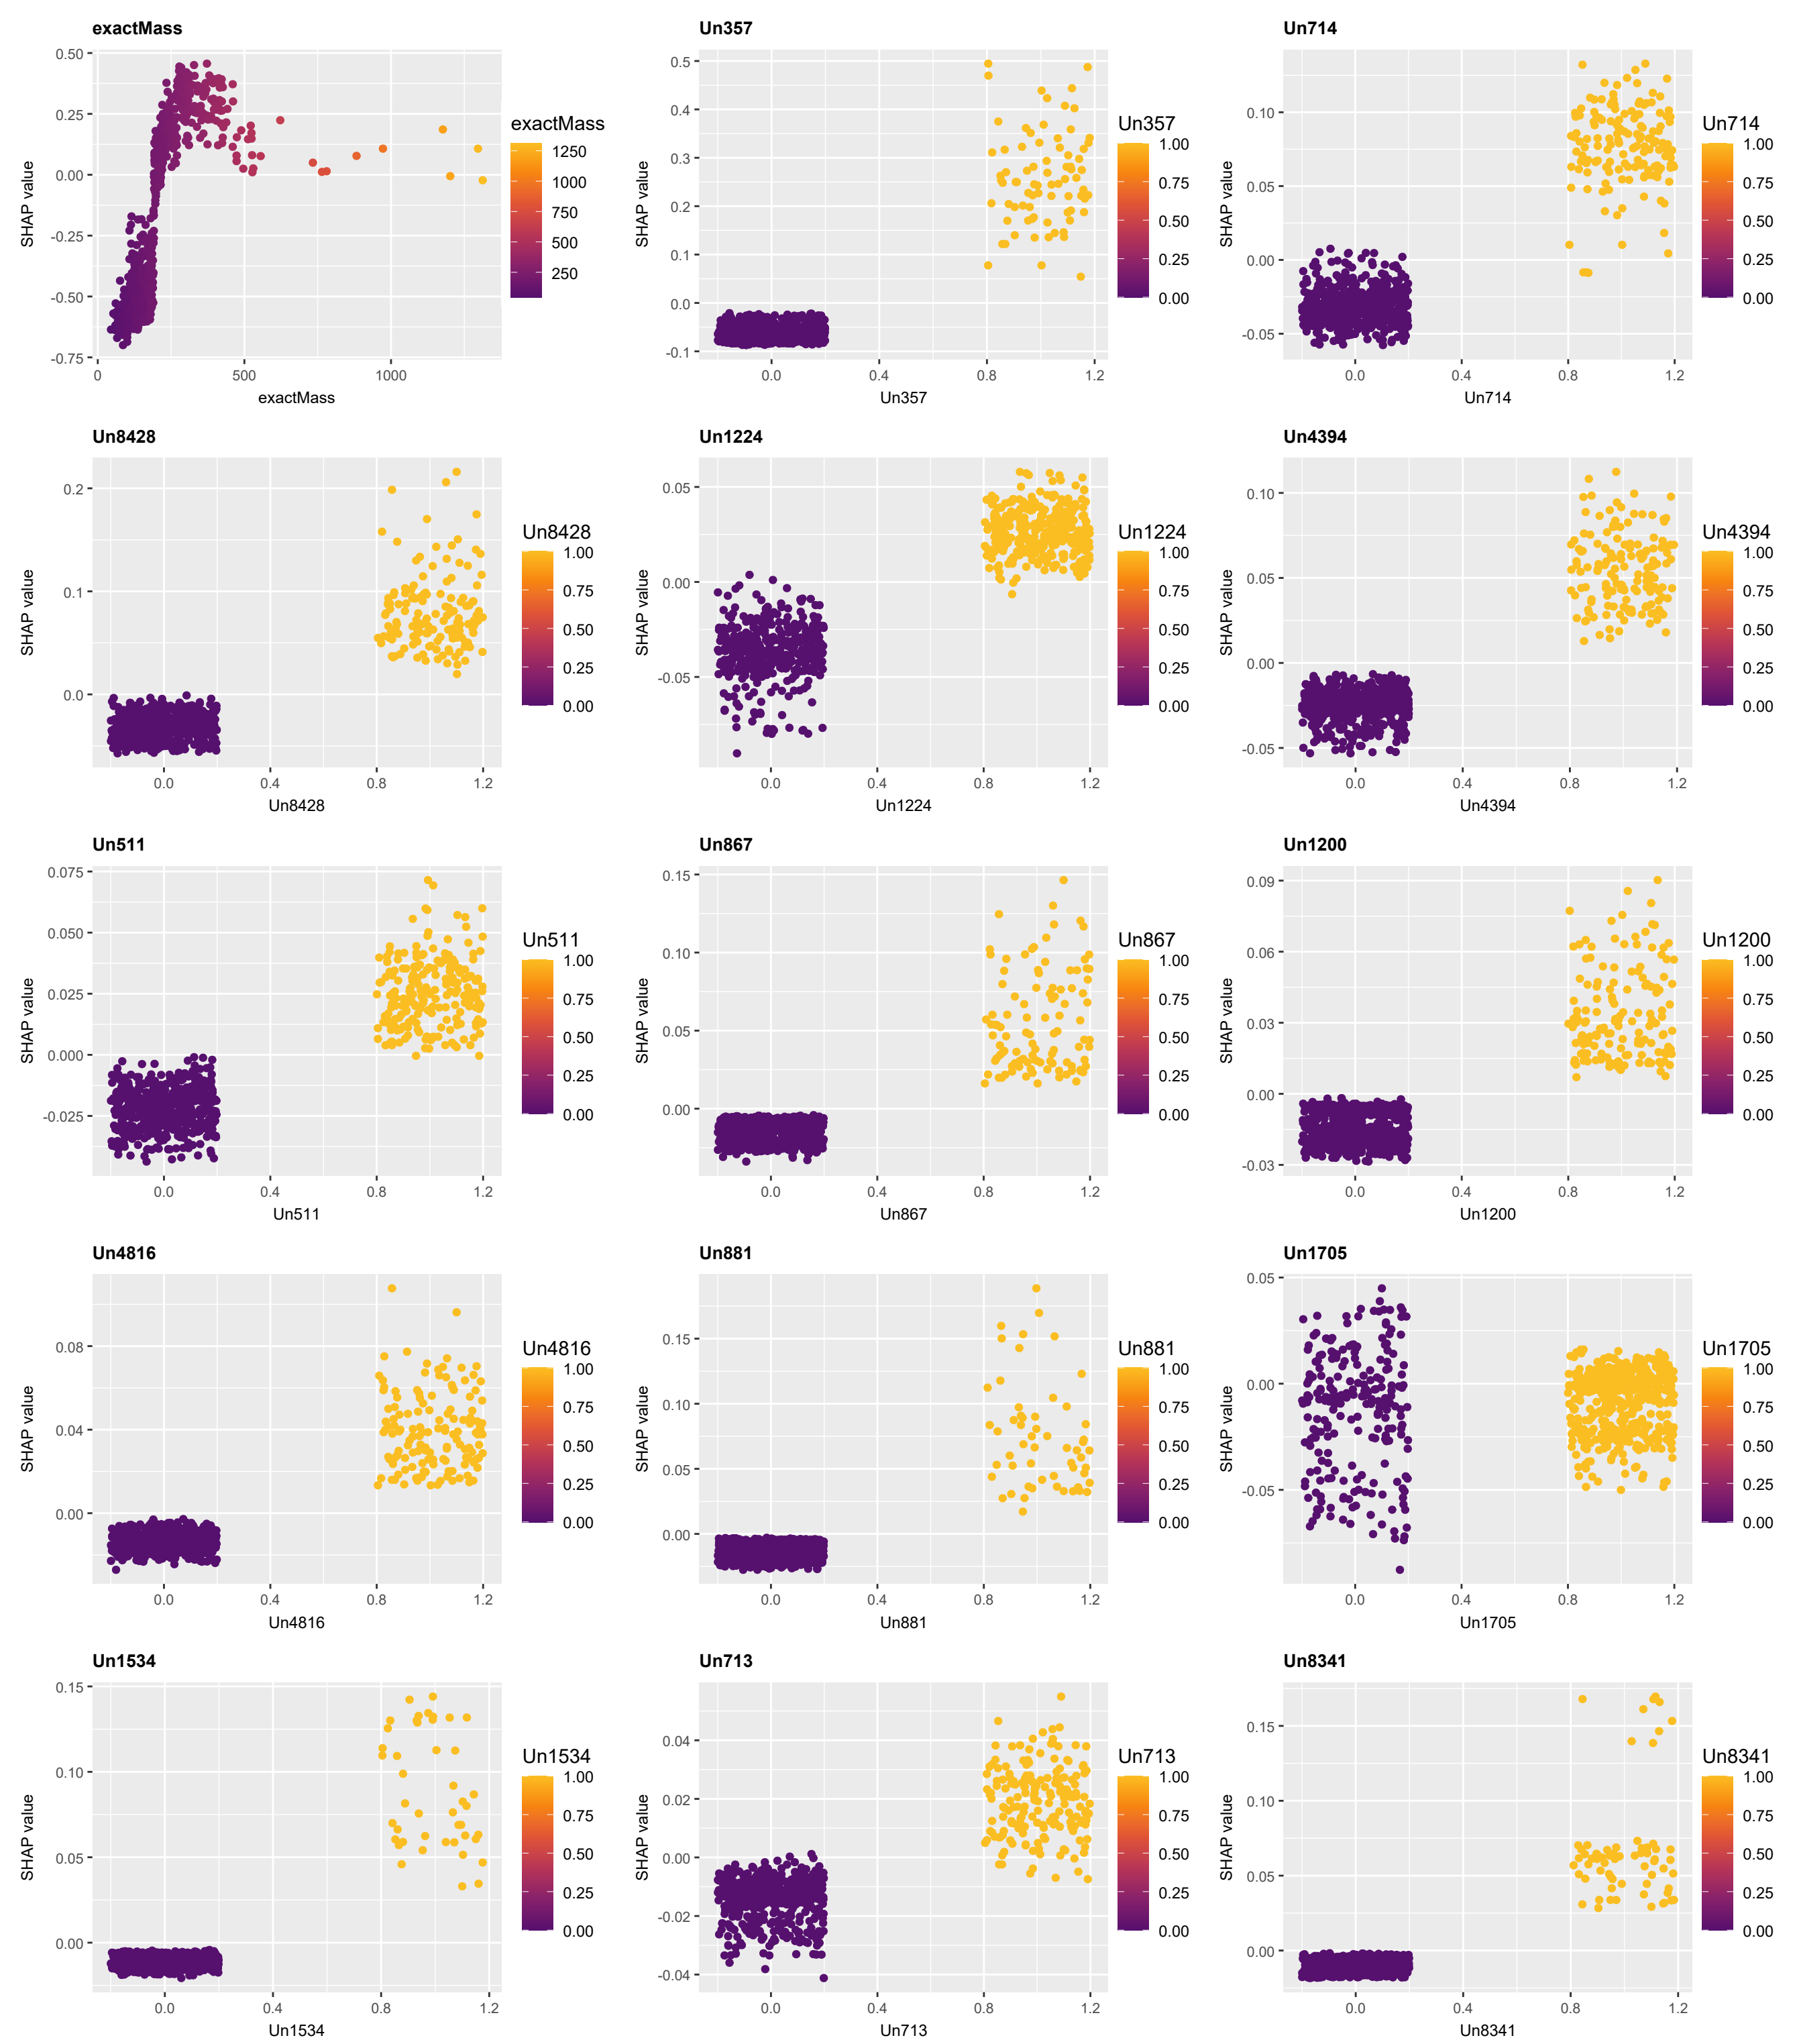 exactMass
SHAP value
0.50
0.25
0.00
-0.25
-0.50
-0.75
0 500 1000
exactMass
exactMass
1250
1000
750
500
250
Un357
SHAP value
0.5
0.4
0.3
0.2
0.1
0.0
-0.1
0.0 0.4 0.8 1.2
Un357
Un357
1.00
0.75
0.50
0.25
0.00
Un714
SHAP value
0.10
0.05
0.00
-0.05
0.0 0.4 0.8 1.2
Un714
Un714
1.00
0.75
0.50
0.25
0.00
Un8428
SHAP value
0.2
0.1
0.0
0.0 0.4 0.8 1.2
Un8428
Un8428
1.00
0.75
0.50
0.25
0.00
Un1224
SHAP value
0.05
0.00
-0.05
0.0 0.4 0.8 1.2
Un1224
Un1224
1.00
0.75
0.50
0.25
0.00
Un4394
SHAP value
0.10
0.05
0.00
-0.05
0.0 0.4 0.8 1.2
Un4394
Un4394
1.00
0.75
0.50
0.25
0.00
Un511
SHAP value
0.075
0.050
0.025
0.000
-0.025
0.0 0.4 0.8 1.2
Un511
Un511
1.00
0.75
0.50
0.25
0.00
Un867
SHAP value
0.15
0.10
0.05
0.00
0.0 0.4 0.8 1.2
Un867
Un867
1.00
0.75
0.50
0.25
0.00
Un1200
SHAP value
0.09
0.06
0.03
0.00
-0.03
0.0 0.4 0.8 1.2
Un1200
Un1200
1.00
0.75
0.50
0.25
0.00
Un4816
SHAP value
0.08
0.04
0.00
0.0 0.4 0.8 1.2
Un4816
Un4816
1.00
0.75
0.50
0.25
0.00
Un881
SHAP value
0.15
0.10
0.05
0.00
0.0 0.4 0.8 1.2
Un881
Un881
1.00
0.75
0.50
0.25
0.00
Un1705
SHAP value
0.05
0.00
-0.05
0.0 0.4 0.8 1.2
Un1705
Un1705
1.00
0.75
0.50
0.25
0.00
Un1534
SHAP value
0.15
0.10
0.05
0.00
0.0 0.4 0.8 1.2
Un1534
Un1534
1.00
0.75
0.50
0.25
0.00
Un713
SHAP value
0.04
0.02
0.00
-0.02
-0.04
0.0 0.4 0.8 1.2
Un713
Un713
1.00
0.75
0.50
0.25
0.00
Un8341
SHAP value
0.15
0.10
0.05
0.00
0.0 0.4 0.8 1.2
Un8341
Un8341
1.00
0.75
0.50
0.25
0.00